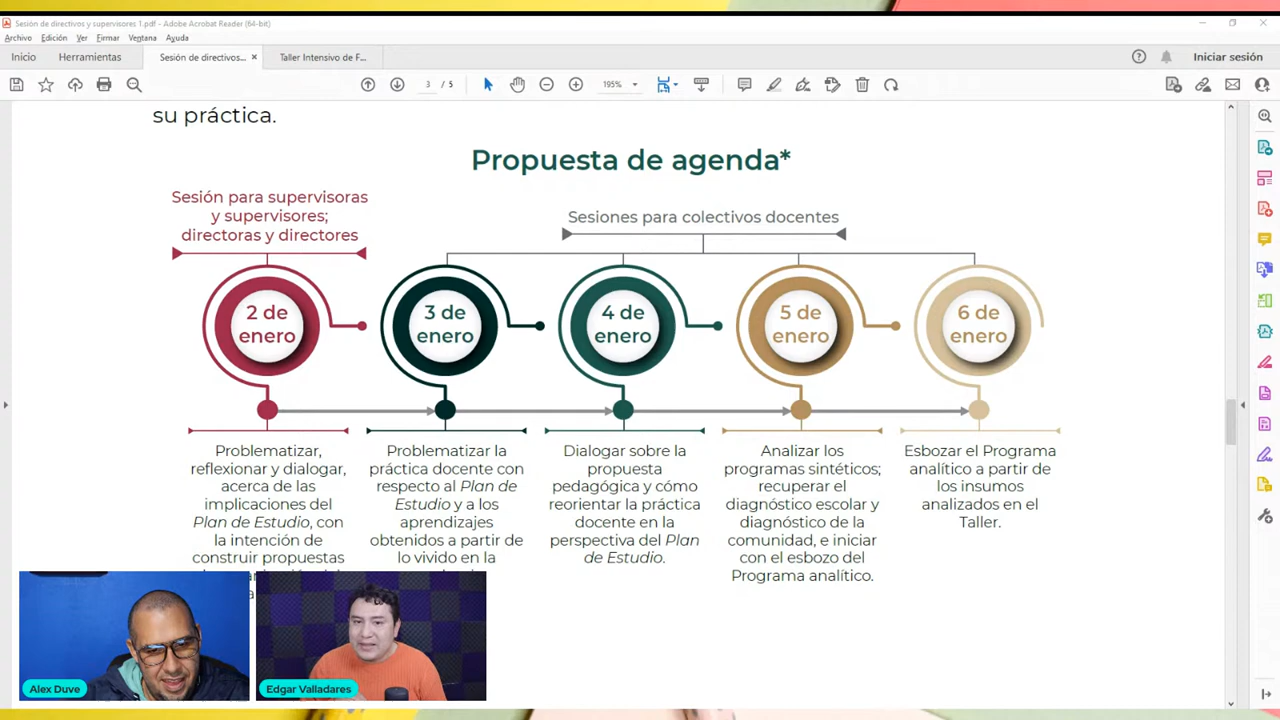 Sesión de directivos y supervisores 1.pdf - Adobe Acrobat Reader (64-bit)
Archivo Edición Ver Firmar Ventana Ayuda
Inicio Herramientas Sesión de directivos... × Taller Intensivo de F... Iniciar sesión
3 / 5 195%
su práctica.
Propuesta de agenda*
Sesión para supervisoras
y supervisores;
directoras y directores
Sesiones para colectivos docentes
2 de
enero
3 de
enero
4 de
enero
5 de
enero
6 de
enero
Problematizar,
reflexionar y dialogar,
acerca de las
implicaciones del
Plan de Estudio, con
la intención de
construir propuestas
Problematizar la
práctica docente con
respecto al Plan de
Estudio y a los
aprendizajes
obtenidos a partir de
lo vivido en la
Dialogar sobre la
propuesta
pedagógica y cómo
reorientar la práctica
docente en la
perspectiva del Plan
de Estudio.
Analizar los
programas sintéticos;
recuperar el
diagnóstico escolar y
diagnóstico de la
comunidad, e iniciar
con el esbozo del
Programa analítico.
Esbozar el Programa
analítico a partir de
los insumos
analizados en el
Taller.
Alex Duve
Edgar Valladares